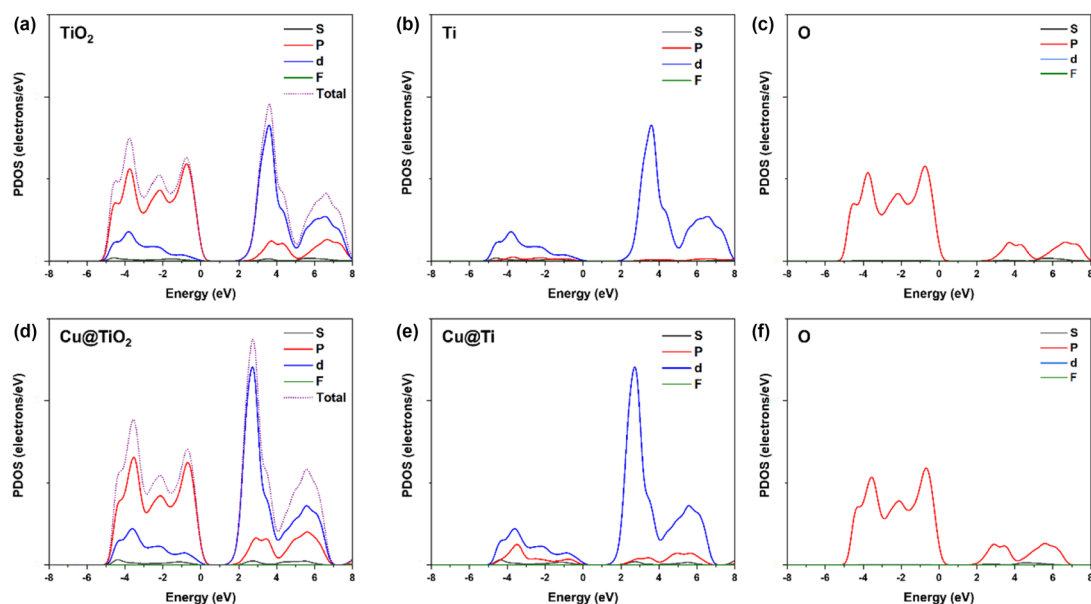 (a)
TiO2
S
P
d
F
Total
PDOS (electrons/eV)
-8 -6 -4 -2 0 2 4 6 8
Energy (eV)
(b)
Ti
S
P
d
F
PDOS (electrons/eV)
-8 -6 -4 -2 0 2 4 6 8
Energy (eV)
(c)
O
S
P
d
F
PDOS (electrons/eV)
-8 -6 -4 -2 0 2 4 6 8
Energy (eV)
(d)
Cu@TiO2
S
P
d
F
Total
PDOS (electrons/eV)
-8 -6 -4 -2 0 2 4 6 8
Energy (eV)
(e)
Cu@Ti
S
P
d
F
PDOS (electrons/eV)
-8 -6 -4 -2 0 2 4 6 8
Energy (eV)
(f)
O
S
P
d
F
PDOS (electrons/eV)
-8 -6 -4 -2 0 2 4 6 8
Energy (eV)